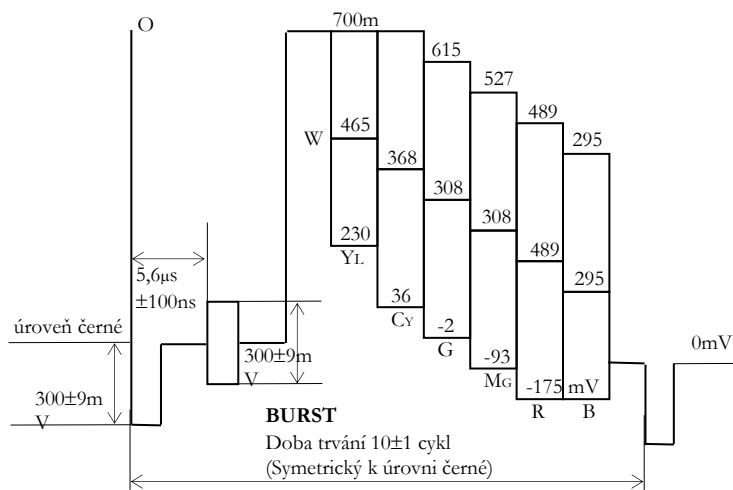 O
700m
615
527
489
295
W
465
368
308
308
489
295
230
YL
36
CY
-2
G
-93
MG
-175 mV
R
B
5,6µs
±100ns
úroveň černé
300±9m
V
300±9m
V
0mV
BURST
Doba trvání 10±1 cykl
(Symetrický k úrovni černé)